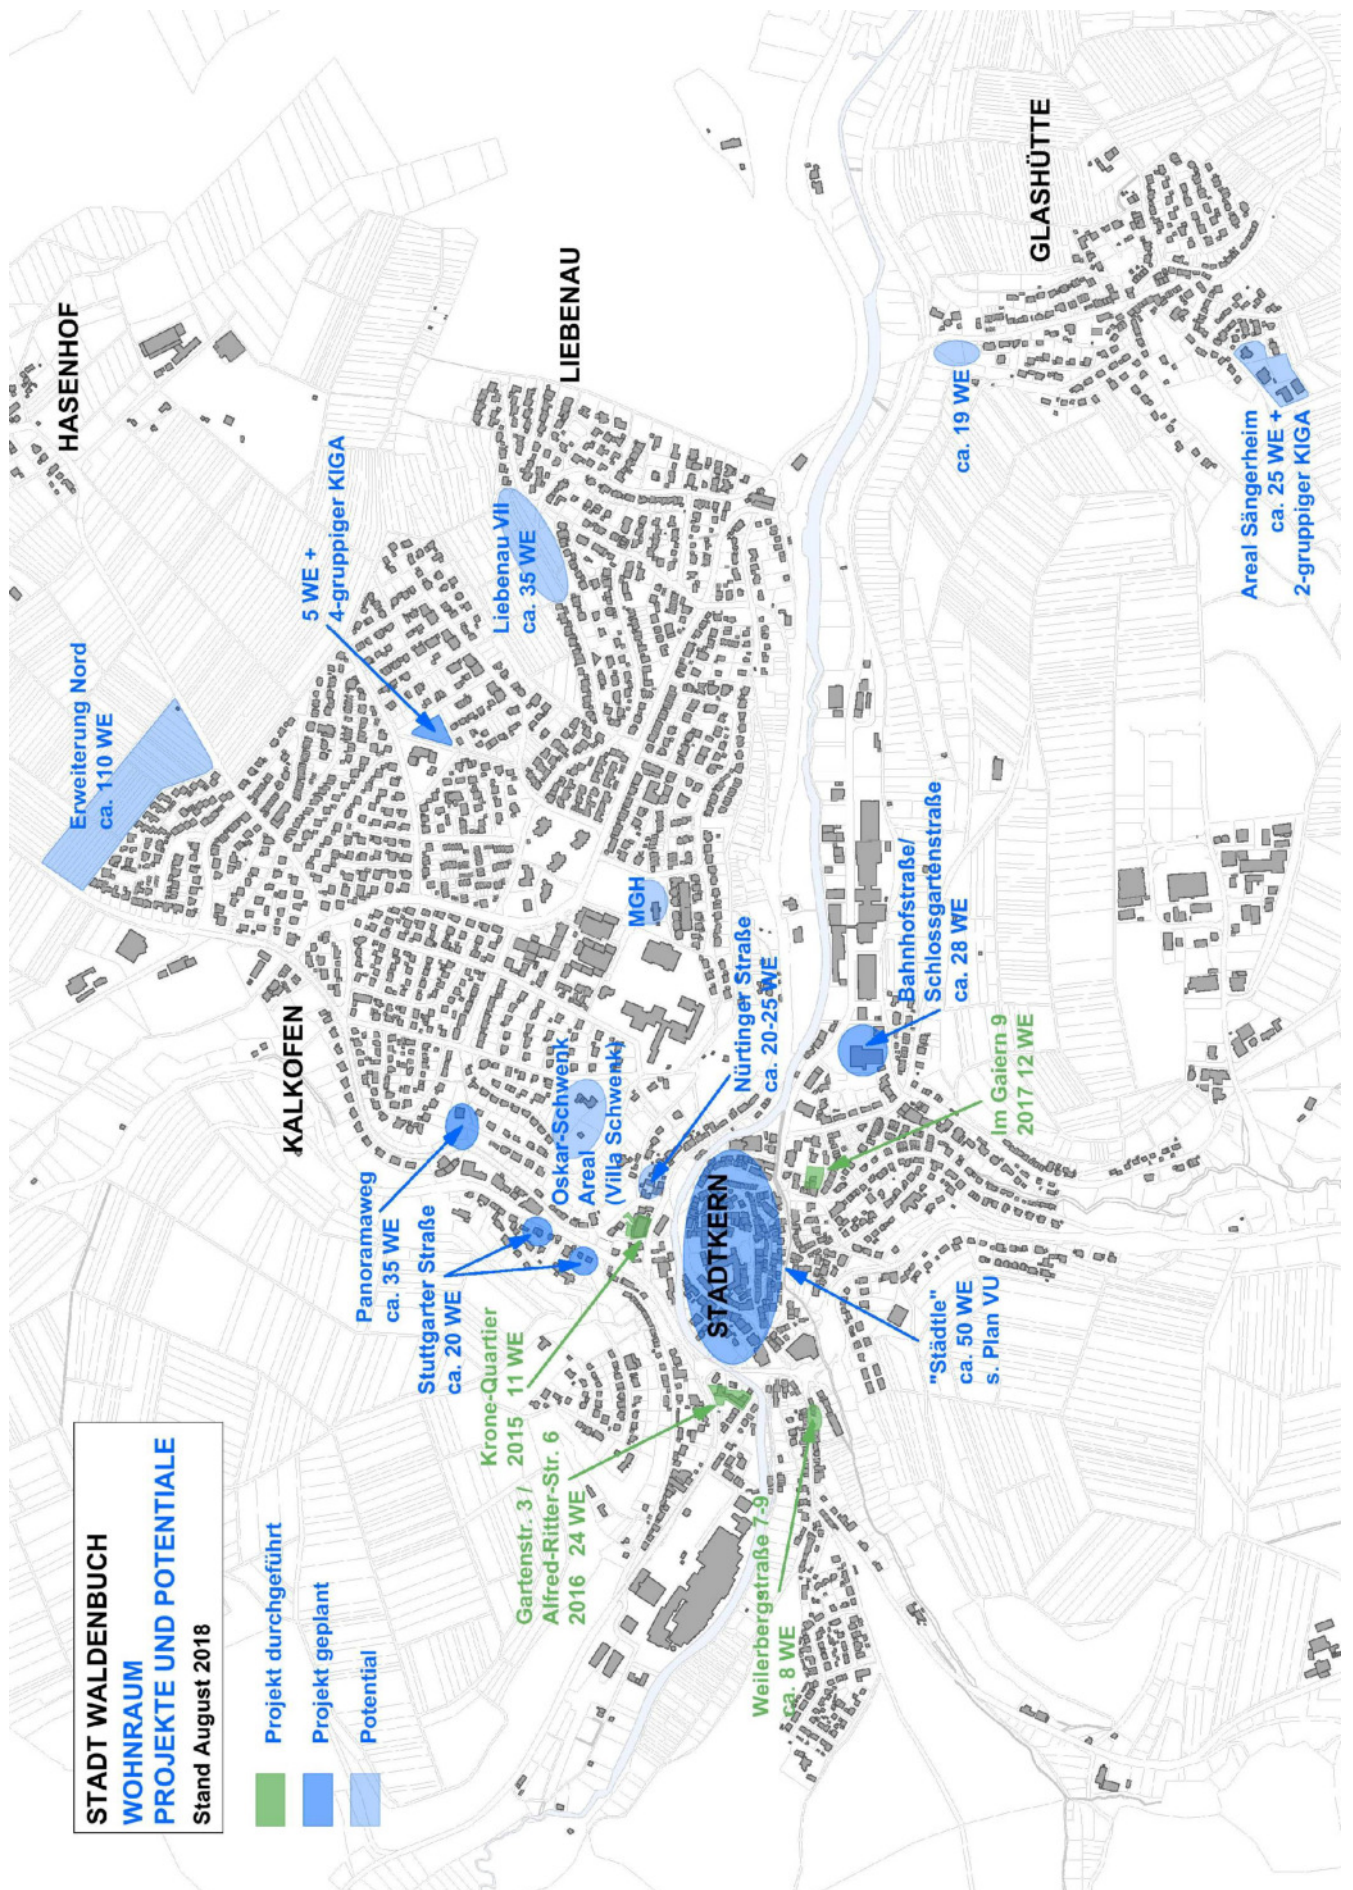 STADT WALDENBUCH
WOHNRAUM
PROJEKTE UND POTENTIALE
Stand August 2018
Projekt durchgeführt
Projekt geplant
Potential
HASENHOF
Erweiterung Nord
ca. 110 WE
KALKOFEN
5 WE +
4-gruppiger KIGA
Liebenau VII
ca. 35 WE
LIEBENAU
Panoramaweg
ca. 35 WE
Stuttgarter Straße
ca. 20 WE
Oskar-Schwenk
Areal
(Villa Schwenk)
MGH
Krone-Quartier
2015 11 WE
Gartenstr. 3 /
Alfred-Ritter-Str. 6
2016 24 WE
Nürtinger Straße
ca. 20-25 WE
STADTKERN
Weilerbergstraße 7-9
ca. 8 WE
"Städtle"
ca. 50 WE
s. Plan VU
Im Gaiern 9
2017 12 WE
Bahnhofstraße/
Schlossgartenstraße
ca. 28 WE
ca. 19 WE
GLASHÜTTE
Areal Sängerheim
ca. 25 WE +
2-gruppiger KIGA